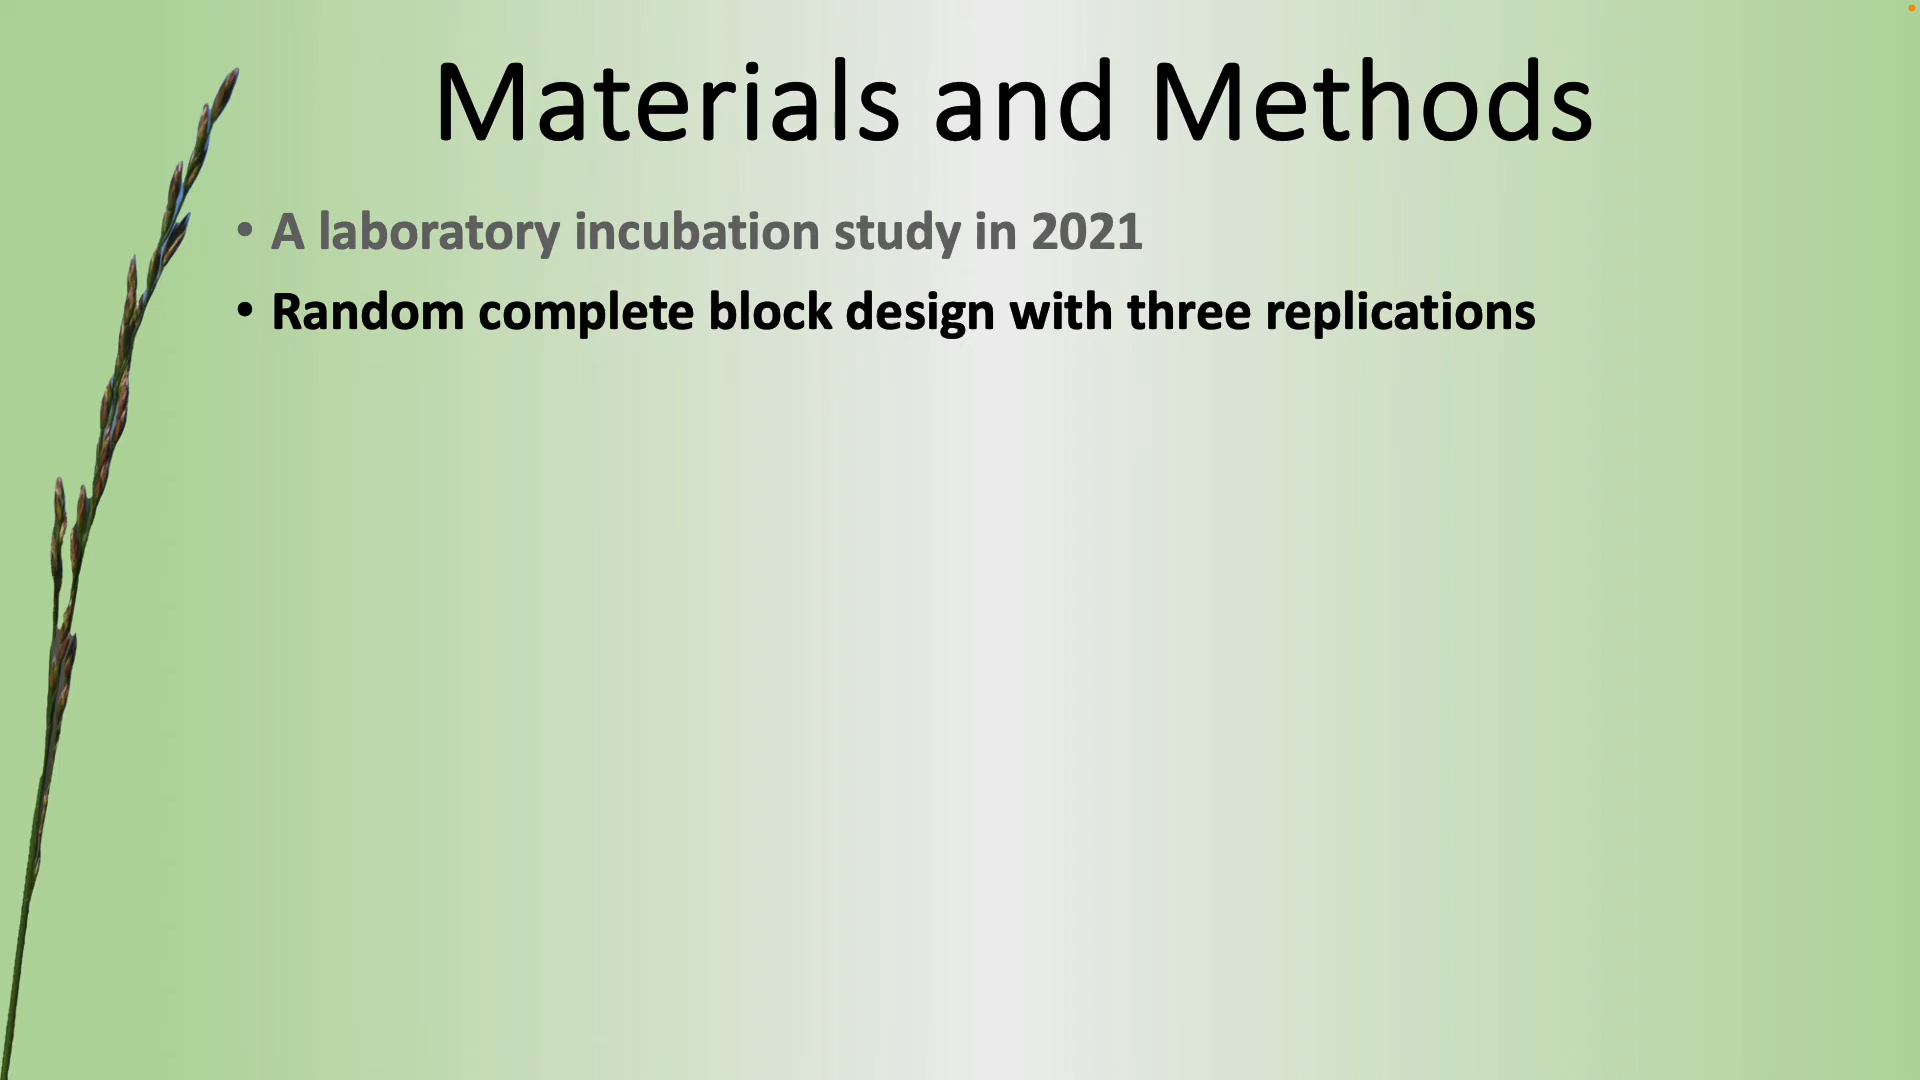 Materials and Methods
• A laboratory incubation study in 2021
• Random complete block design with three replications